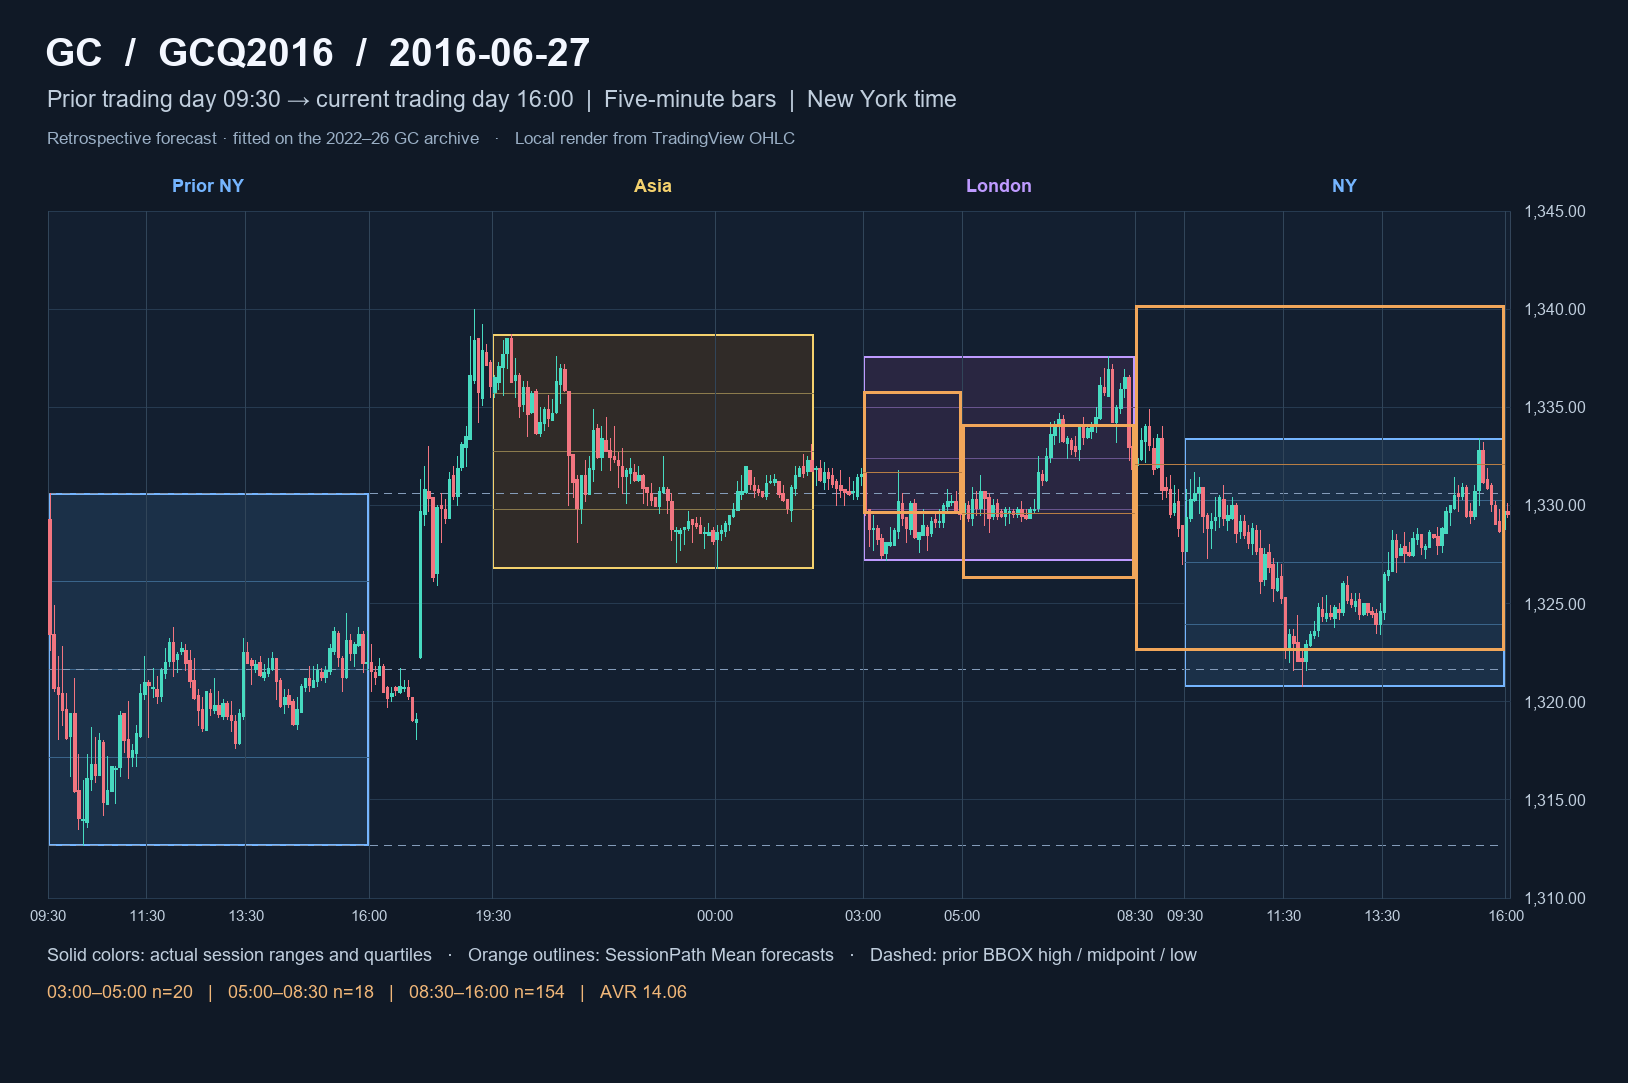 GC / GCQ2016 / 2016-06-27
Prior trading day 09:30 → current trading day 16:00 | Five-minute bars | New York time
Retrospective forecast · fitted on the 2022–26 GC archive · Local render from TradingView OHLC
Prior NY Asia London NY
1,345.00
1,340.00
1,335.00
1,330.00
1,325.00
1,320.00
1,315.00
1,310.00
09:30 11:30 13:30 16:00 19:30 00:00 03:00 05:00 08:30 09:30 11:30 13:30 16:00
Solid colors: actual session ranges and quartiles · Orange outlines: SessionPath Mean forecasts · Dashed: prior BBOX high / midpoint / low
03:00–05:00 n=20 | 05:00–08:30 n=18 | 08:30–16:00 n=154 | AVR 14.06